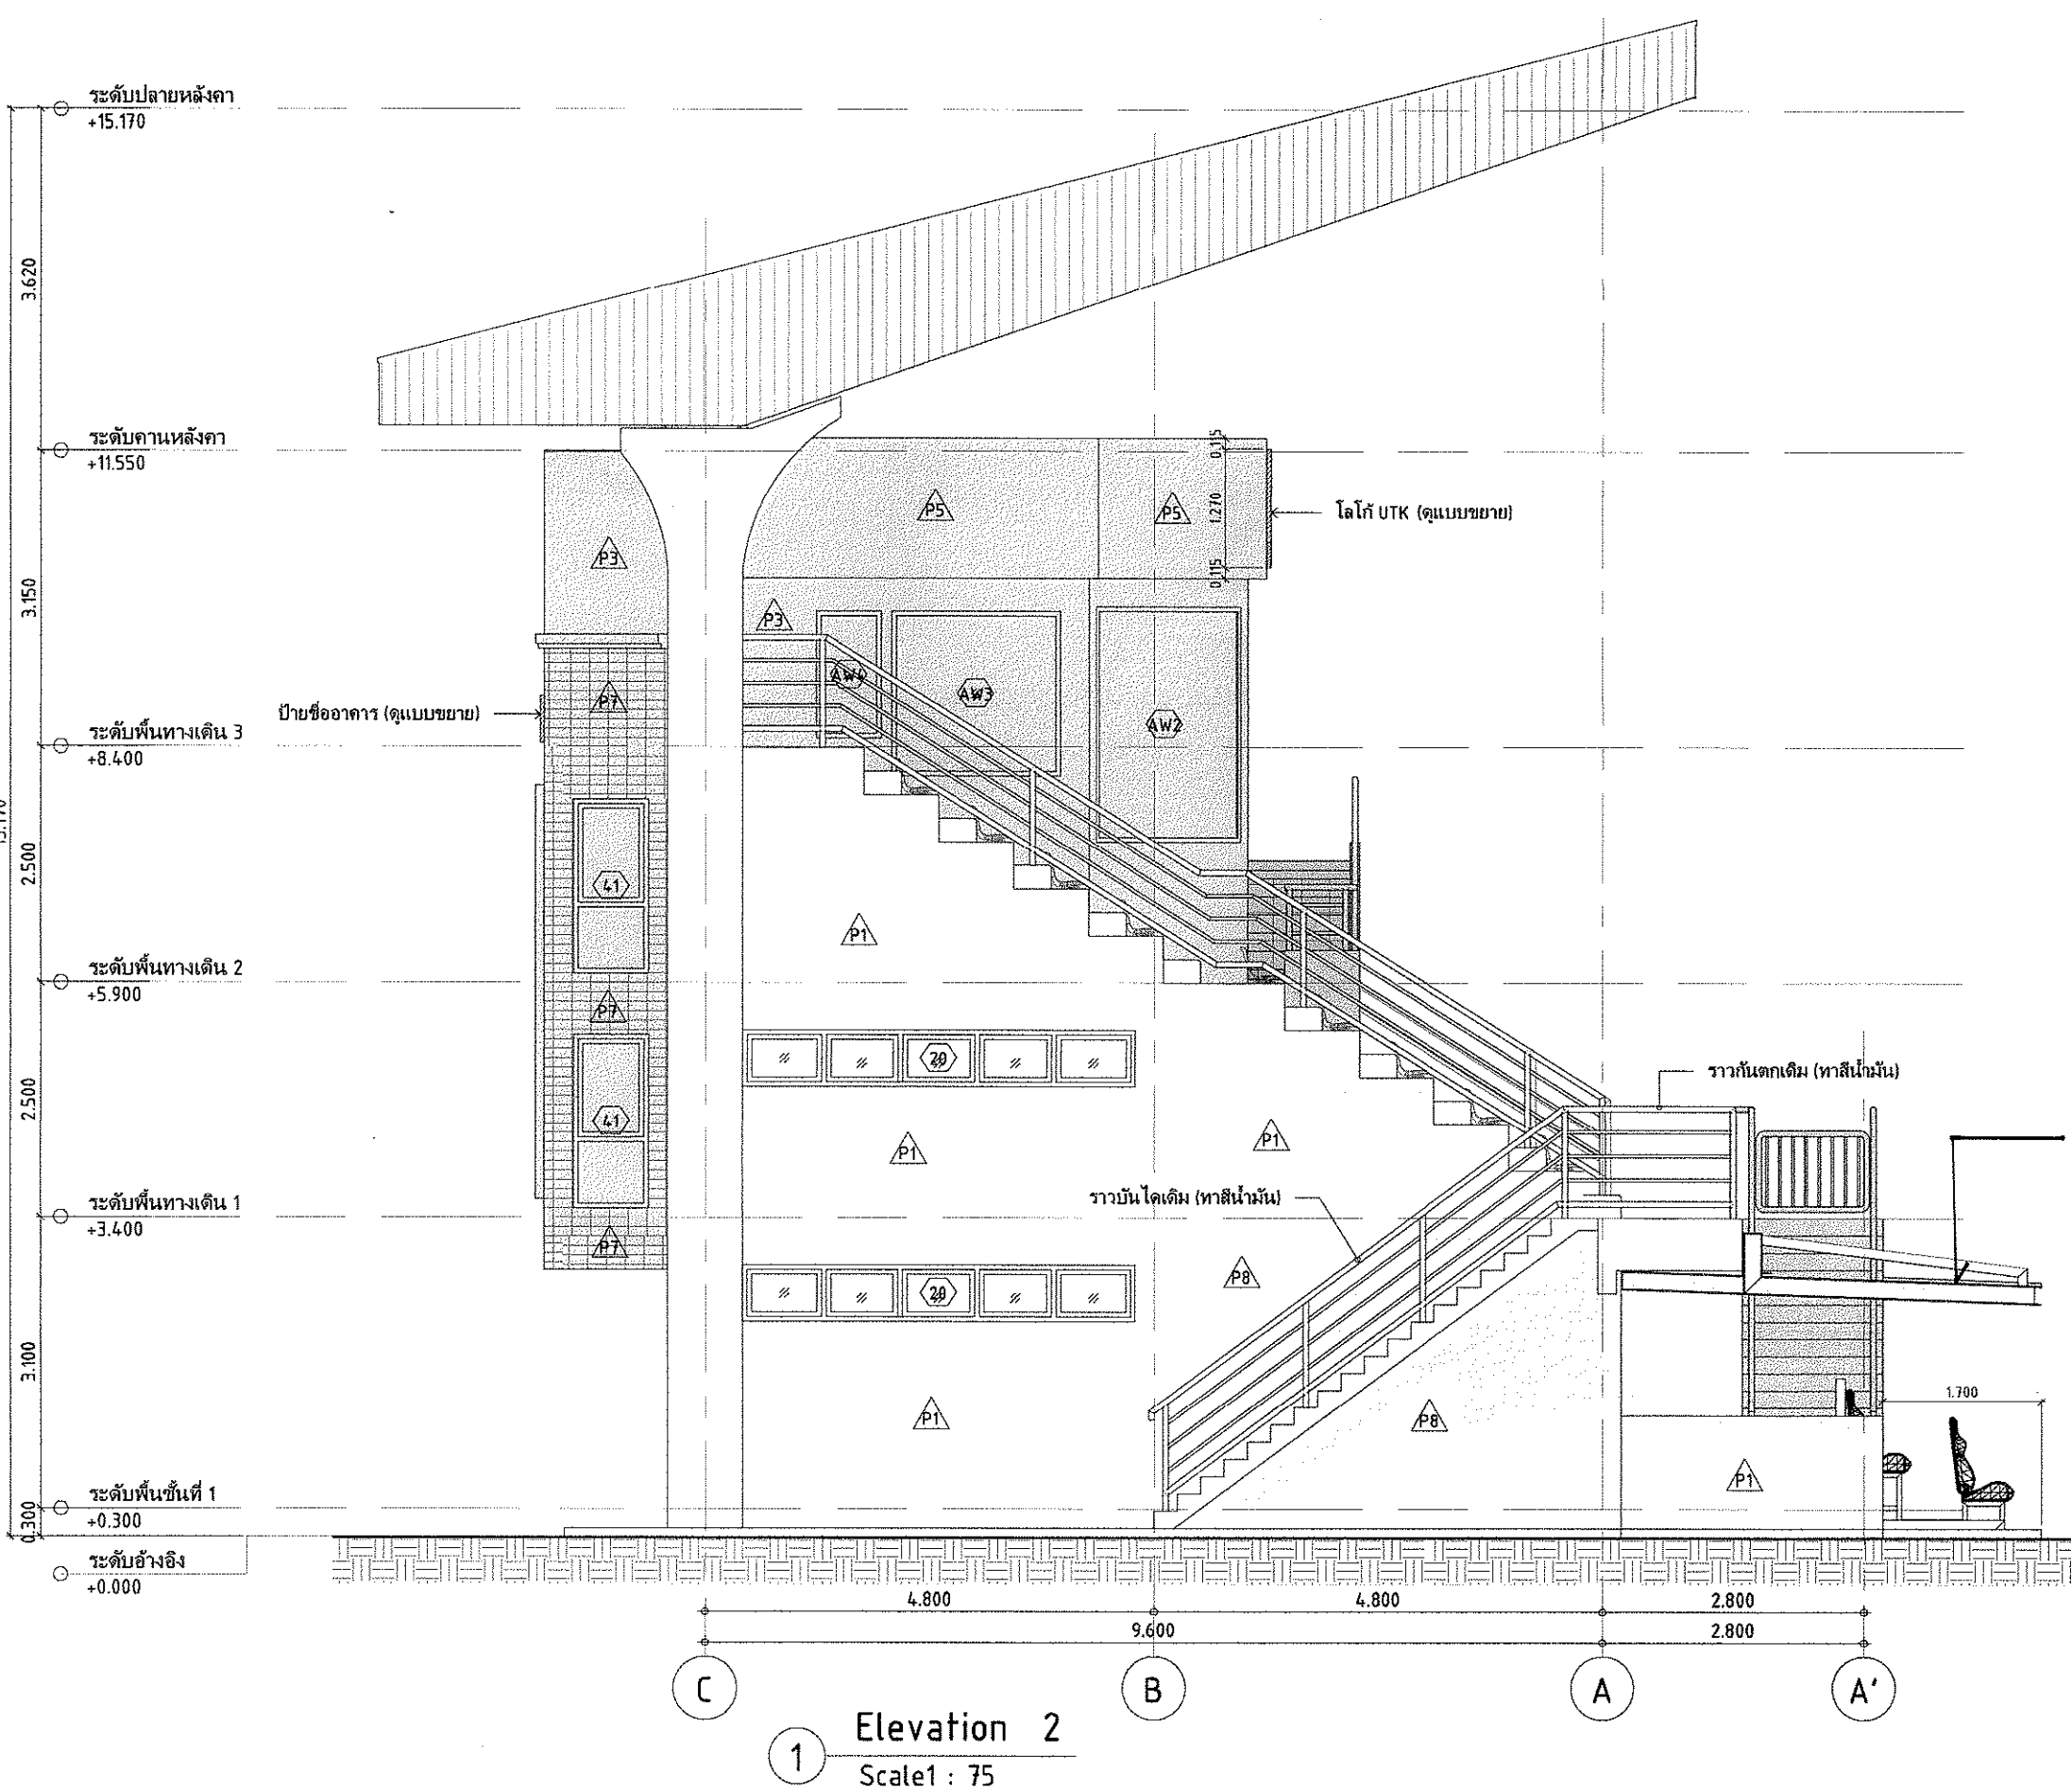 ระดับปลายหลังคา
+15.170
3.620
ระดับคานหลังคา
+11.550
0.115
P5
P5
1.270
โลโก้ UTK (ดูแบบขยาย)
P3
0.115
3.150
P3
AW4
AW3
P7
AW2
ป้ายชื่ออาคาร (ดูแบบขยาย)
ระดับพื้นทางเดิน 3
+8.400
15.170
2.500
41
P1
ระดับพื้นทางเดิน 2
+5.900
P7
20
ราวกันตกเดิม (ทาสีน้ำมัน)
2.500
41
P1
P1
ระดับพื้นทางเดิน 1
+3.400
ราวบันไดเดิม (ทาสีน้ำมัน)
P7
P8
20
3.100
1.700
P1
P8
P1
ระดับพื้นชั้นที่ 1
+0.300
0.300
ระดับอ้างอิง
+0.000
4.800
4.800
2.800
9.600
2.800
C
B
A
A'
1
Elevation 2
Scale1 : 75